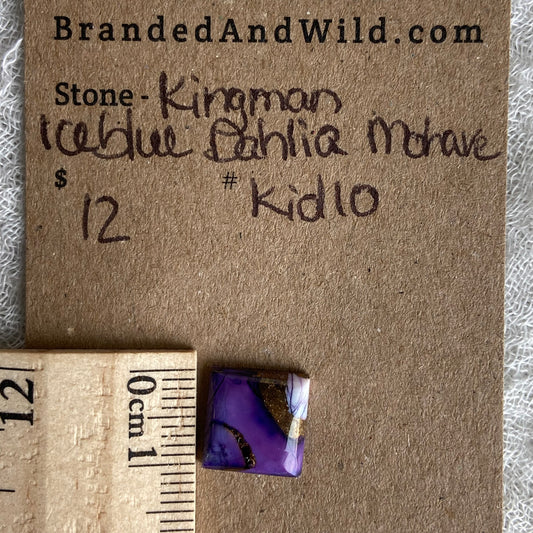 BrandedAndWild.com
Stone - Kingman
Iceblue Dahlia Mohave
$ 12 # Kid10
12 0cm 1